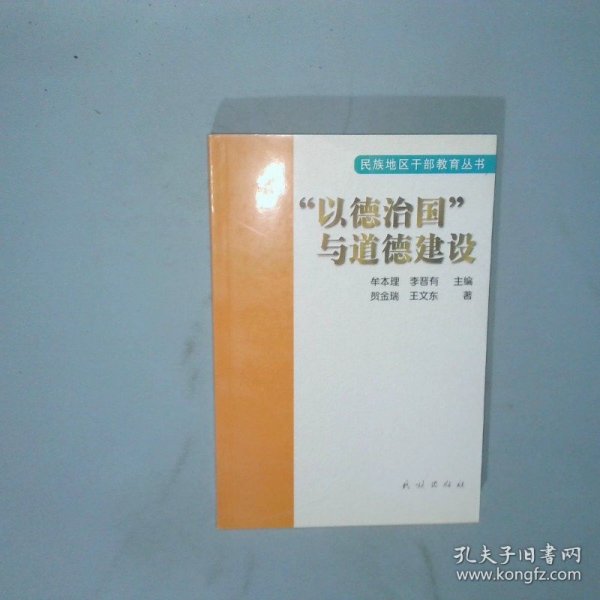 民族地区干部教育丛书
“以德治国”
与道德建设
牟本理 李晋有 主编
贺金瑞 王文东 著
民族出版社
孔夫子旧书网
www.kongfz.com